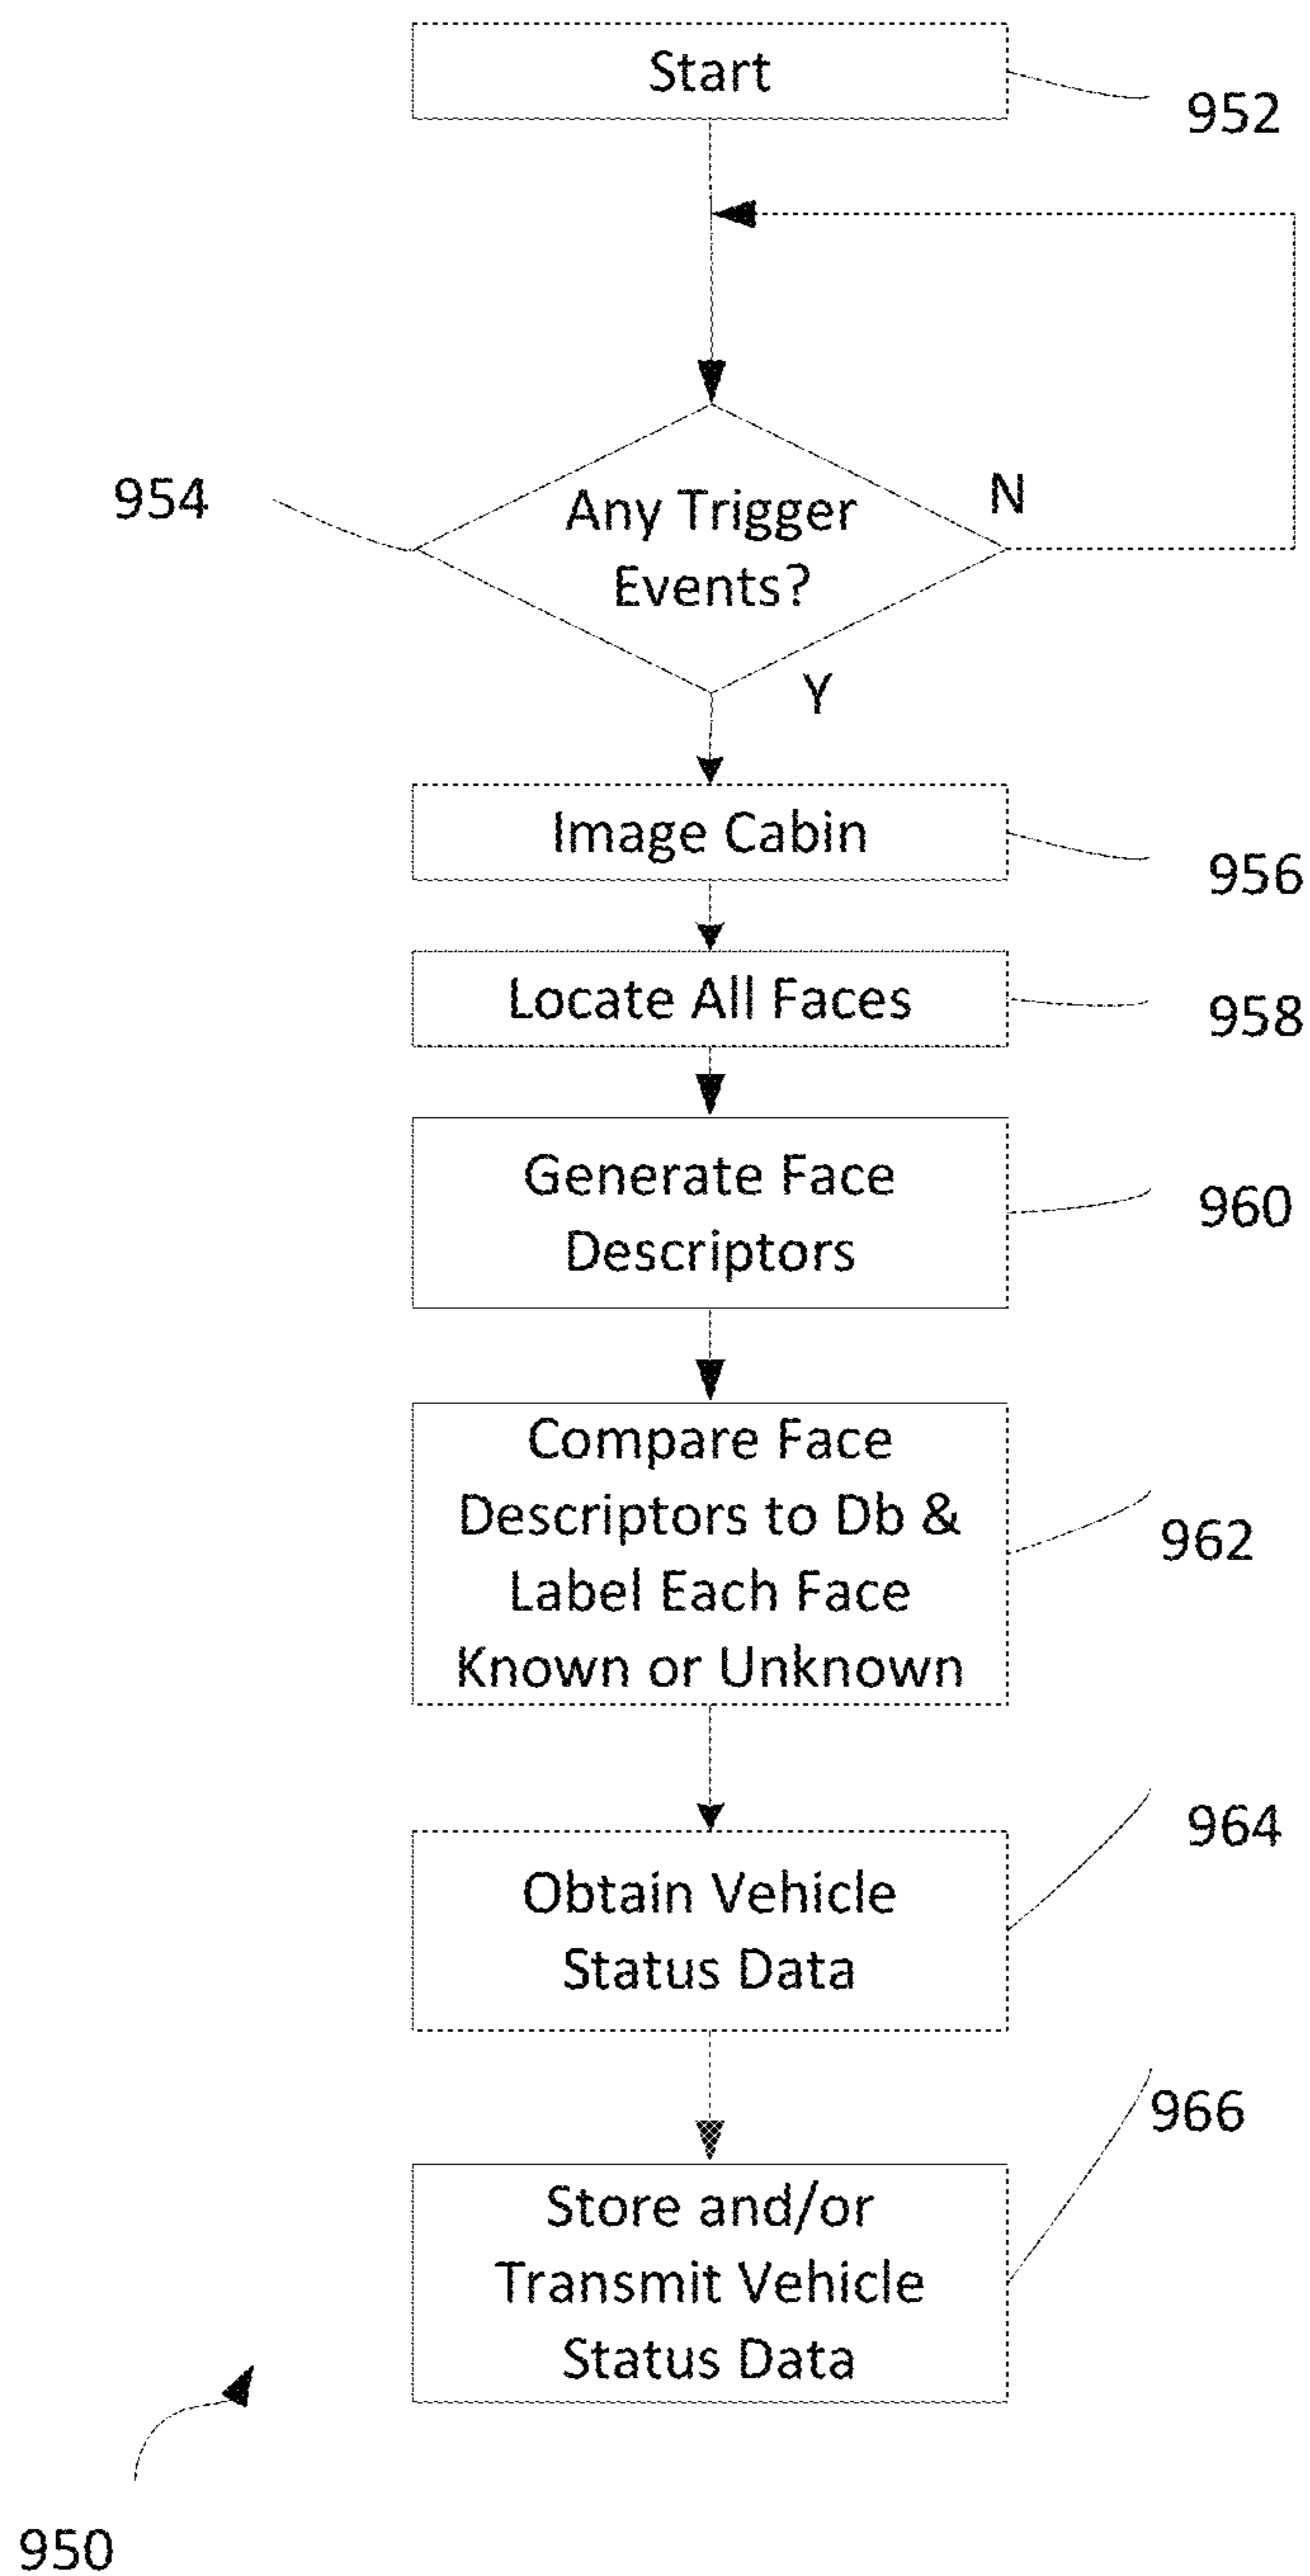 Start
952
954
Any Trigger
Events?
N
Y
Image Cabin
956
Locate All Faces
958
Generate Face
Descriptors
960
Compare Face
Descriptors to Db &
Label Each Face
Known or Unknown
962
Obtain Vehicle
Status Data
964
Store and/or
Transmit Vehicle
Status Data
966
950